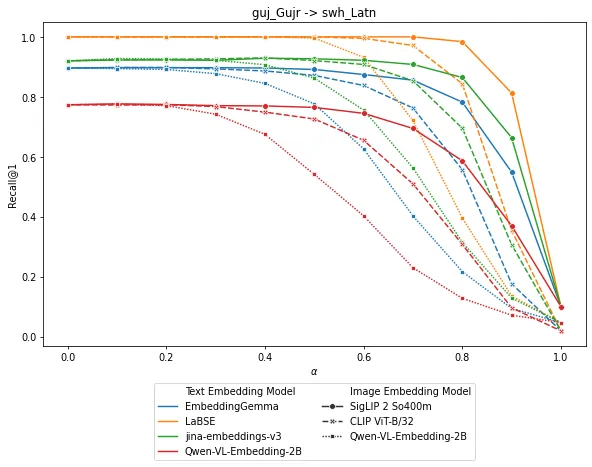 guj_Gujr -> swh_Latn
Recall@1
1.0
0.8
0.6
0.4
0.2
0.0
0.0 0.2 0.4 0.6 0.8 1.0
α
Text Embedding Model Image Embedding Model
EmbeddingGemma SigLIP 2 So400m
LaBSE CLIP ViT-B/32
jina-embeddings-v3 Qwen-VL-Embedding-2B
Qwen-VL-Embedding-2B